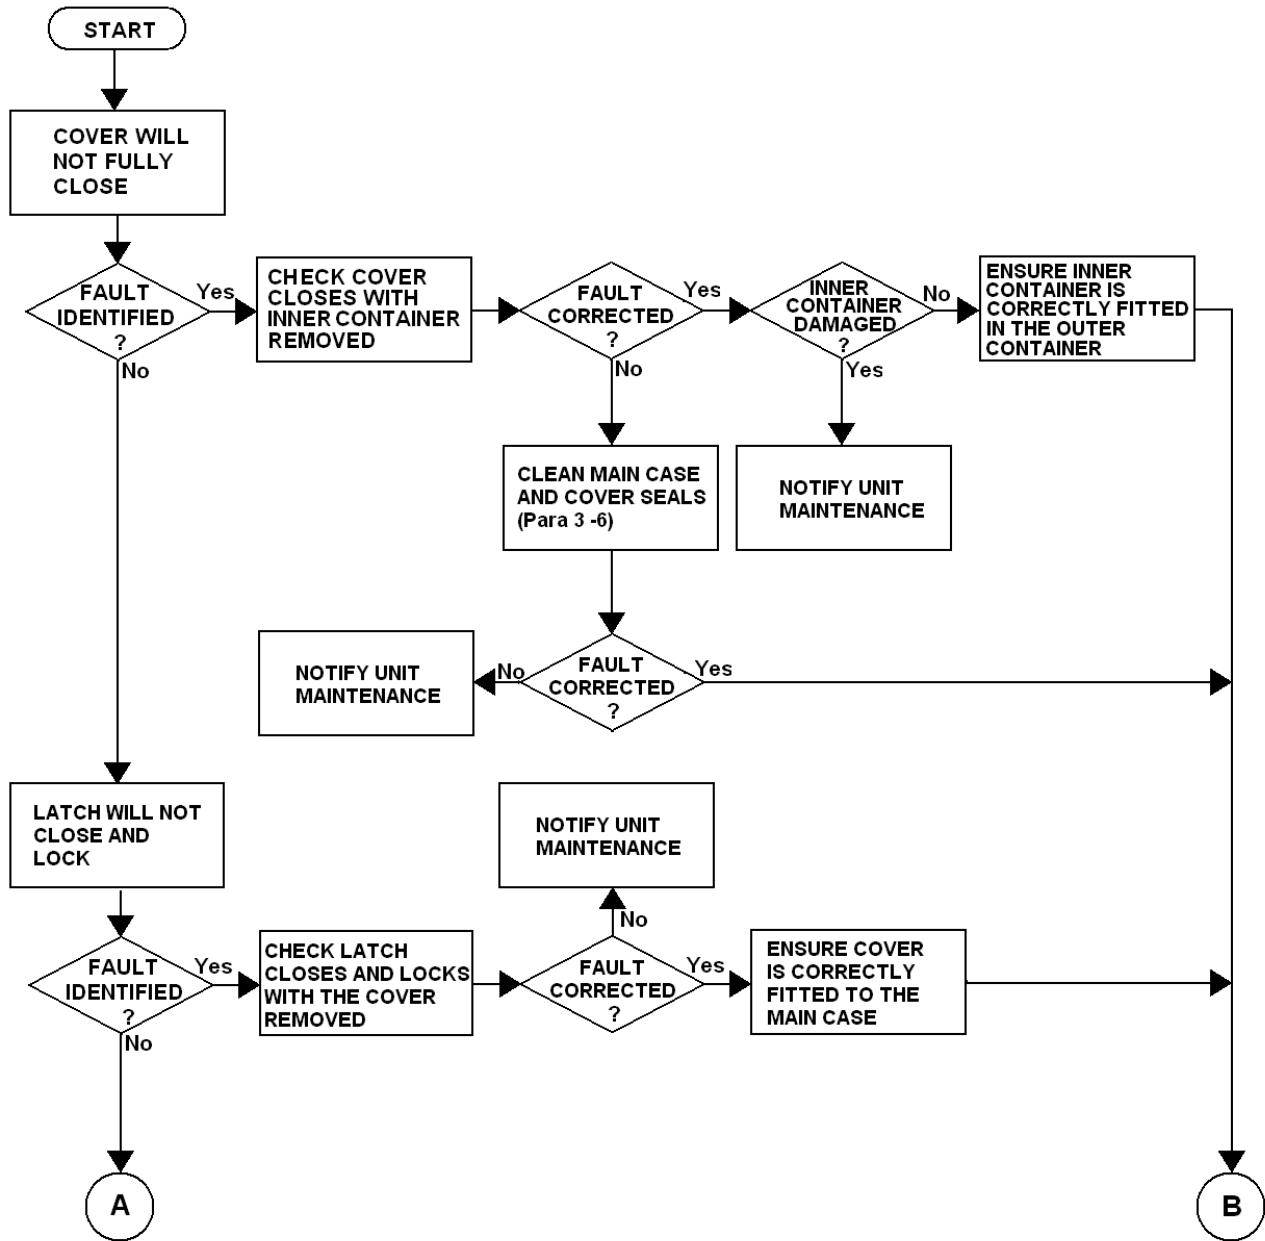 START
COVER WILL
NOT FULLY
CLOSE
FAULT
IDENTIFIED
?
Yes
No
CHECK COVER
CLOSES WITH
INNER CONTAINER
REMOVED
FAULT
CORRECTED
?
Yes
No
INNER
CONTAINER
DAMAGED
?
No
Yes
ENSURE INNER
CONTAINER IS
CORRECTLY FITTED
IN THE OUTER
CONTAINER
CLEAN MAIN CASE
AND COVER SEALS
(Para 3 -6)
NOTIFY UNIT
MAINTENANCE
NOTIFY UNIT
MAINTENANCE
No
FAULT
CORRECTED
?
Yes
LATCH WILL NOT
CLOSE AND
LOCK
NOTIFY UNIT
MAINTENANCE
No
FAULT
IDENTIFIED
?
Yes
No
CHECK LATCH
CLOSES AND LOCKS
WITH THE COVER
REMOVED
FAULT
CORRECTED
?
Yes
ENSURE COVER
IS CORRECTLY
FITTED TO THE
MAIN CASE
A
B